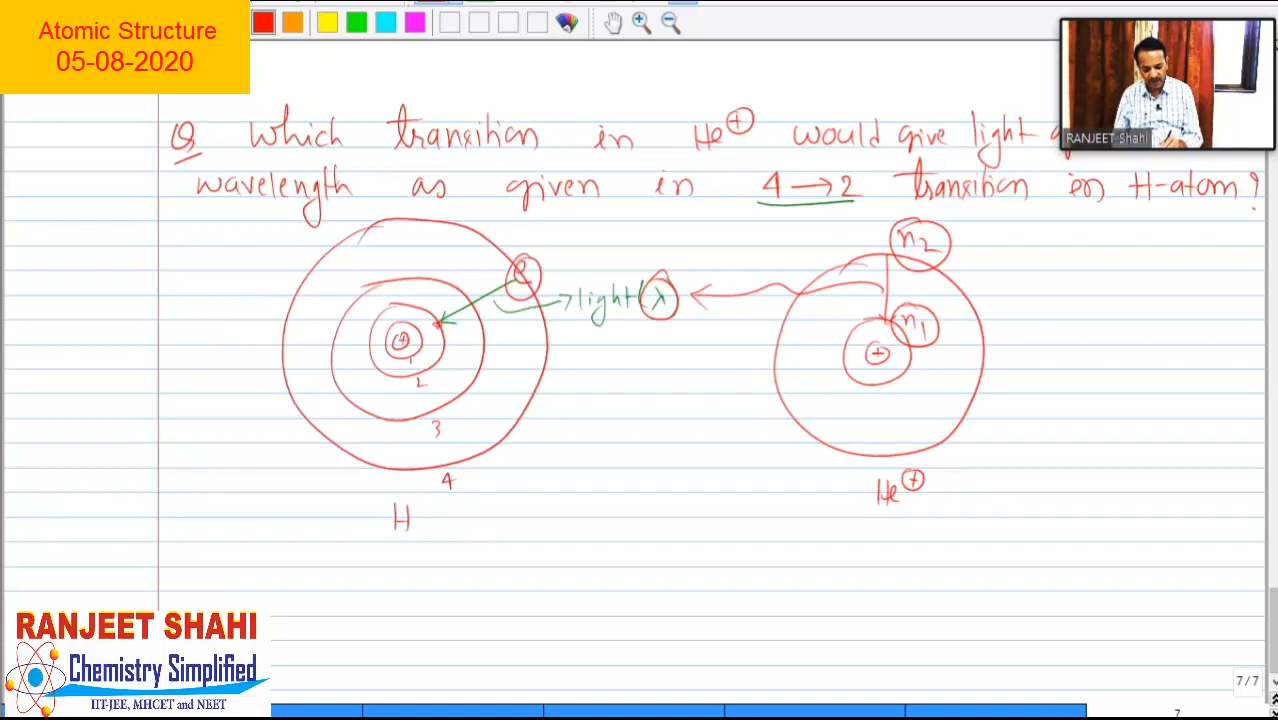 Atomic Structure
05-08-2020
RANJEET Shahi
Q Which transition in He⊕ would give light
wavelength as given in 4 → 2 transition in H-atom?
n2
e
light (λ)
n1
+
+
1
2
3
4
He⊕
H
RANJEET SHAHI
Chemistry Simplified
IIT-JEE, MHCET and NEET
7/7
7